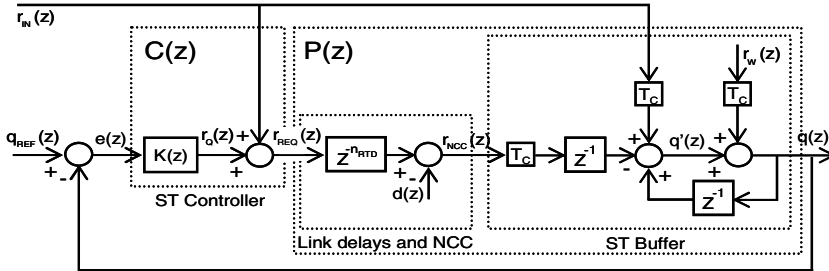 r_IN(z)
C(z)
P(z)
r_W(z)
T_C
T_C
q_REF(z)
e(z)
r_Q(z)
+
r_REQ(z)
r_NCC(z)
+
q'(z)
+
q(z)
K(z)
z^-n_RTD
T_C
z^-1
+
-
+
+
-
d(z)
-
+
+
z^-1
ST Controller
Link delays and NCC
ST Buffer